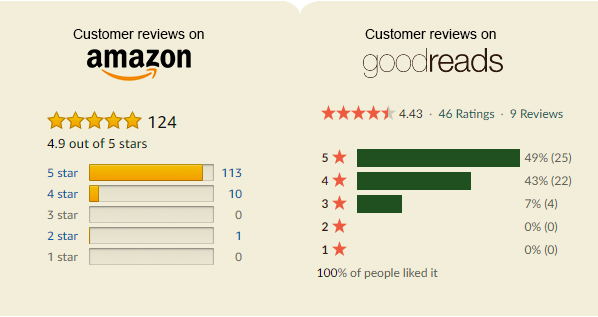 Customer reviews on
amazon
124
4.9 out of 5 stars
5 star 113
4 star 10
3 star 0
2 star 1
1 star 0
Customer reviews on
goodreads
4.43 · 46 Ratings · 9 Reviews
5 ★ 49% (25)
4 ★ 43% (22)
3 ★ 7% (4)
2 ★ 0% (0)
1 ★ 0% (0)
100% of people liked it